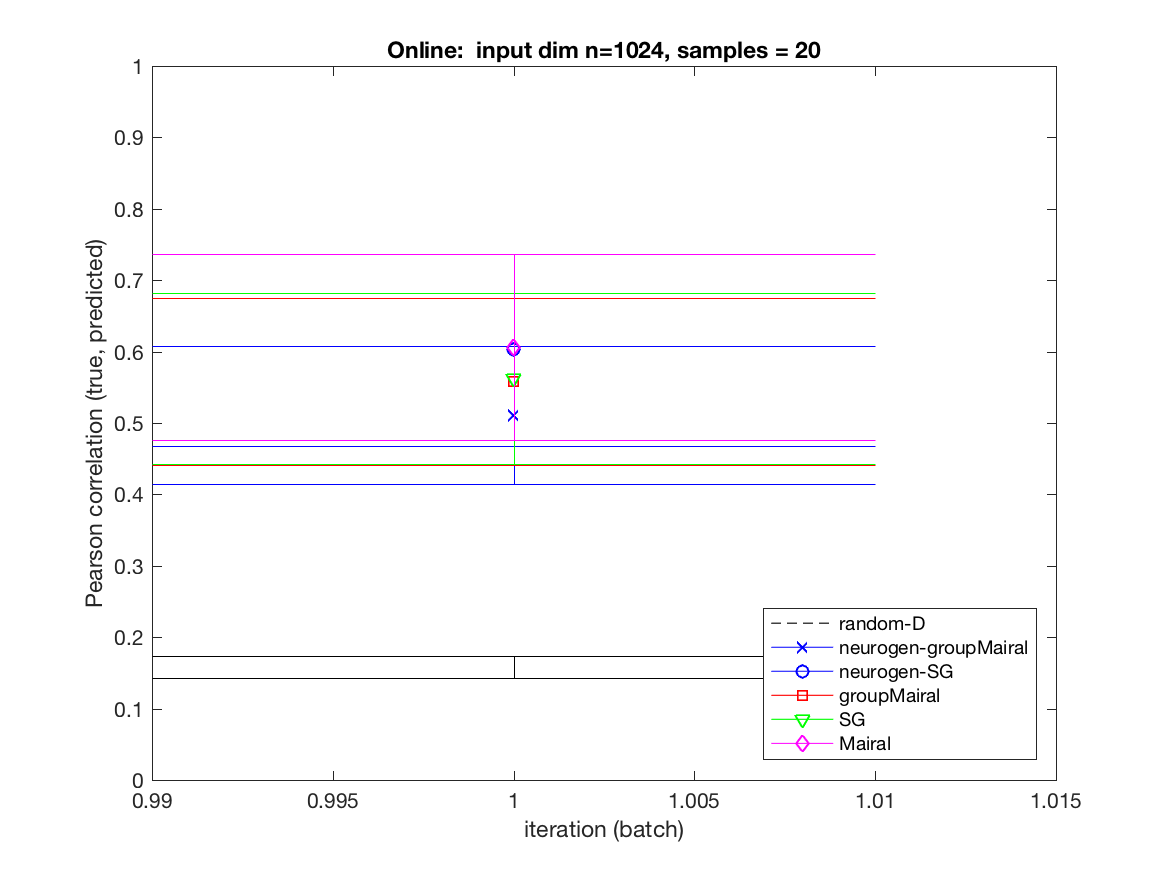 Online:  input dim n=1024, samples = 20
Pearson correlation (true, predicted)
1
0.9
0.8
0.7
0.6
0.5
0.4
0.3
0.2
0.1
0
0.99
0.995
1
1.005
1.01
1.015
iteration (batch)
random-D
neurogen-groupMairal
neurogen-SG
groupMairal
SG
Mairal